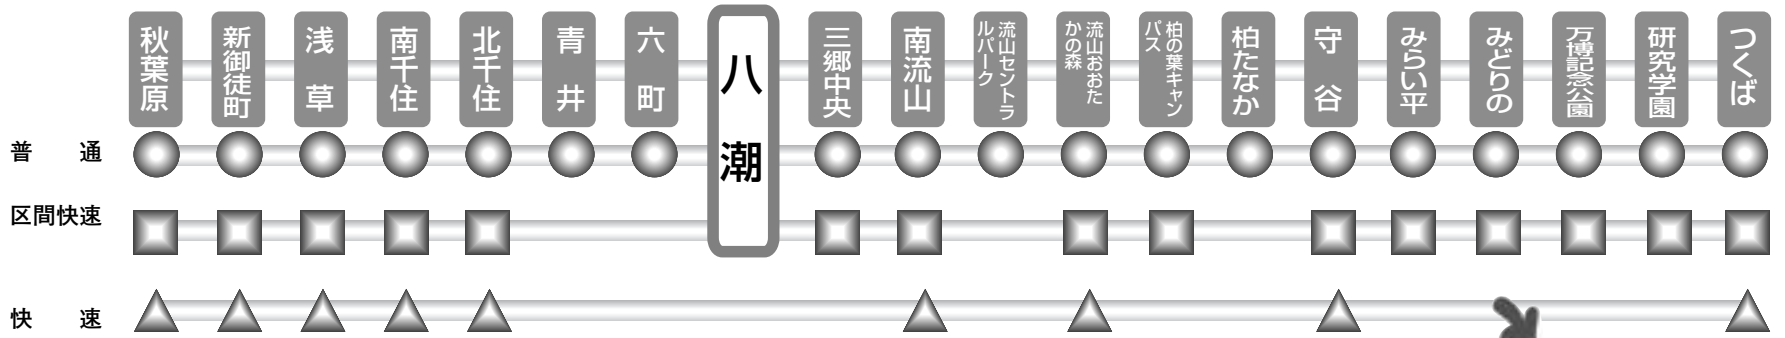 秋葉原
新御徒町
浅草
南千住
北千住
青井
六町
八潮
三郷中央
南流山
流山セントラ
ルパーク
流山おおた
かの森
柏の葉キャン
パス
柏たなか
守谷
みらい平
みどりの
万博記念公園
研究学園
つくば
普通
区間快速
快速